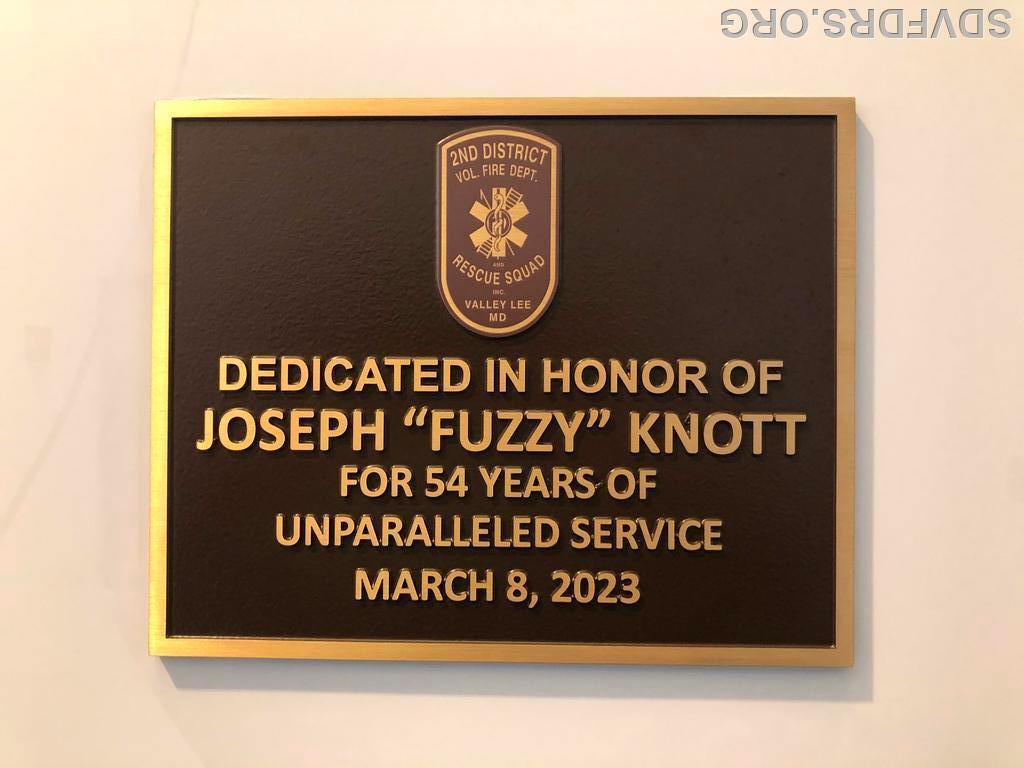 SDVFDRS.ORG
2ND DISTRICT
VOL. FIRE DEPT.
AND
RESCUE SQUAD
INC.
VALLEY LEE
MD
DEDICATED IN HONOR OF
JOSEPH “FUZZY” KNOTT
FOR 54 YEARS OF
UNPARALLELED SERVICE
MARCH 8, 2023